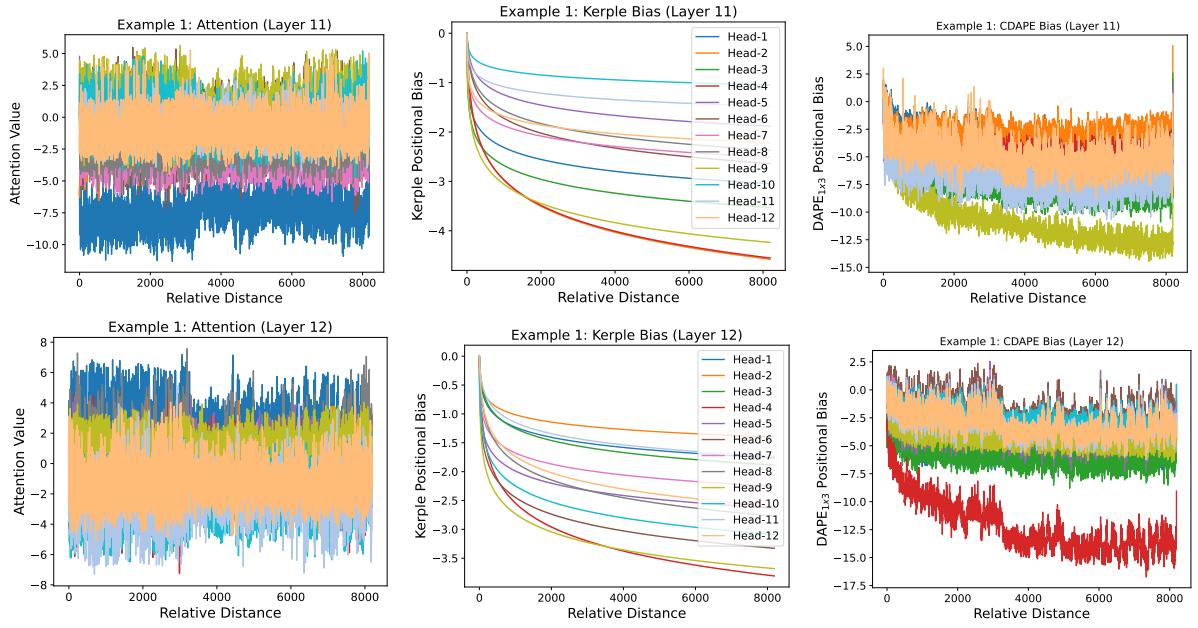 Example 1: Attention (Layer 11)
Attention Value
5.0
2.5
0.0
−2.5
−5.0
−7.5
−10.0
0
2000
4000
6000
8000
Relative Distance
Example 1: Kerple Bias (Layer 11)
Kerple Positional Bias
0
−1
−2
−3
−4
Head-1
Head-2
Head-3
Head-4
Head-5
Head-6
Head-7
Head-8
Head-9
Head-10
Head-11
Head-12
0
2000
4000
6000
8000
Relative Distance
Example 1: CDAPE Bias (Layer 11)
DAPE1x3 Positional Bias
5.0
2.5
0.0
−2.5
−5.0
−7.5
−10.0
−12.5
−15.0
0
2000
4000
6000
8000
Relative Distance
Example 1: Attention (Layer 12)
Attention Value
8
6
4
2
0
−2
−4
−6
−8
0
2000
4000
6000
8000
Relative Distance
Example 1: Kerple Bias (Layer 12)
Kerple Positional Bias
0.0
−0.5
−1.0
−1.5
−2.0
−2.5
−3.0
−3.5
Head-1
Head-2
Head-3
Head-4
Head-5
Head-6
Head-7
Head-8
Head-9
Head-10
Head-11
Head-12
0
2000
4000
6000
8000
Relative Distance
Example 1: CDAPE Bias (Layer 12)
DAPE1x3 Positional Bias
2.5
0.0
−2.5
−5.0
−7.5
−10.0
−12.5
−15.0
−17.5
0
2000
4000
6000
8000
Relative Distance